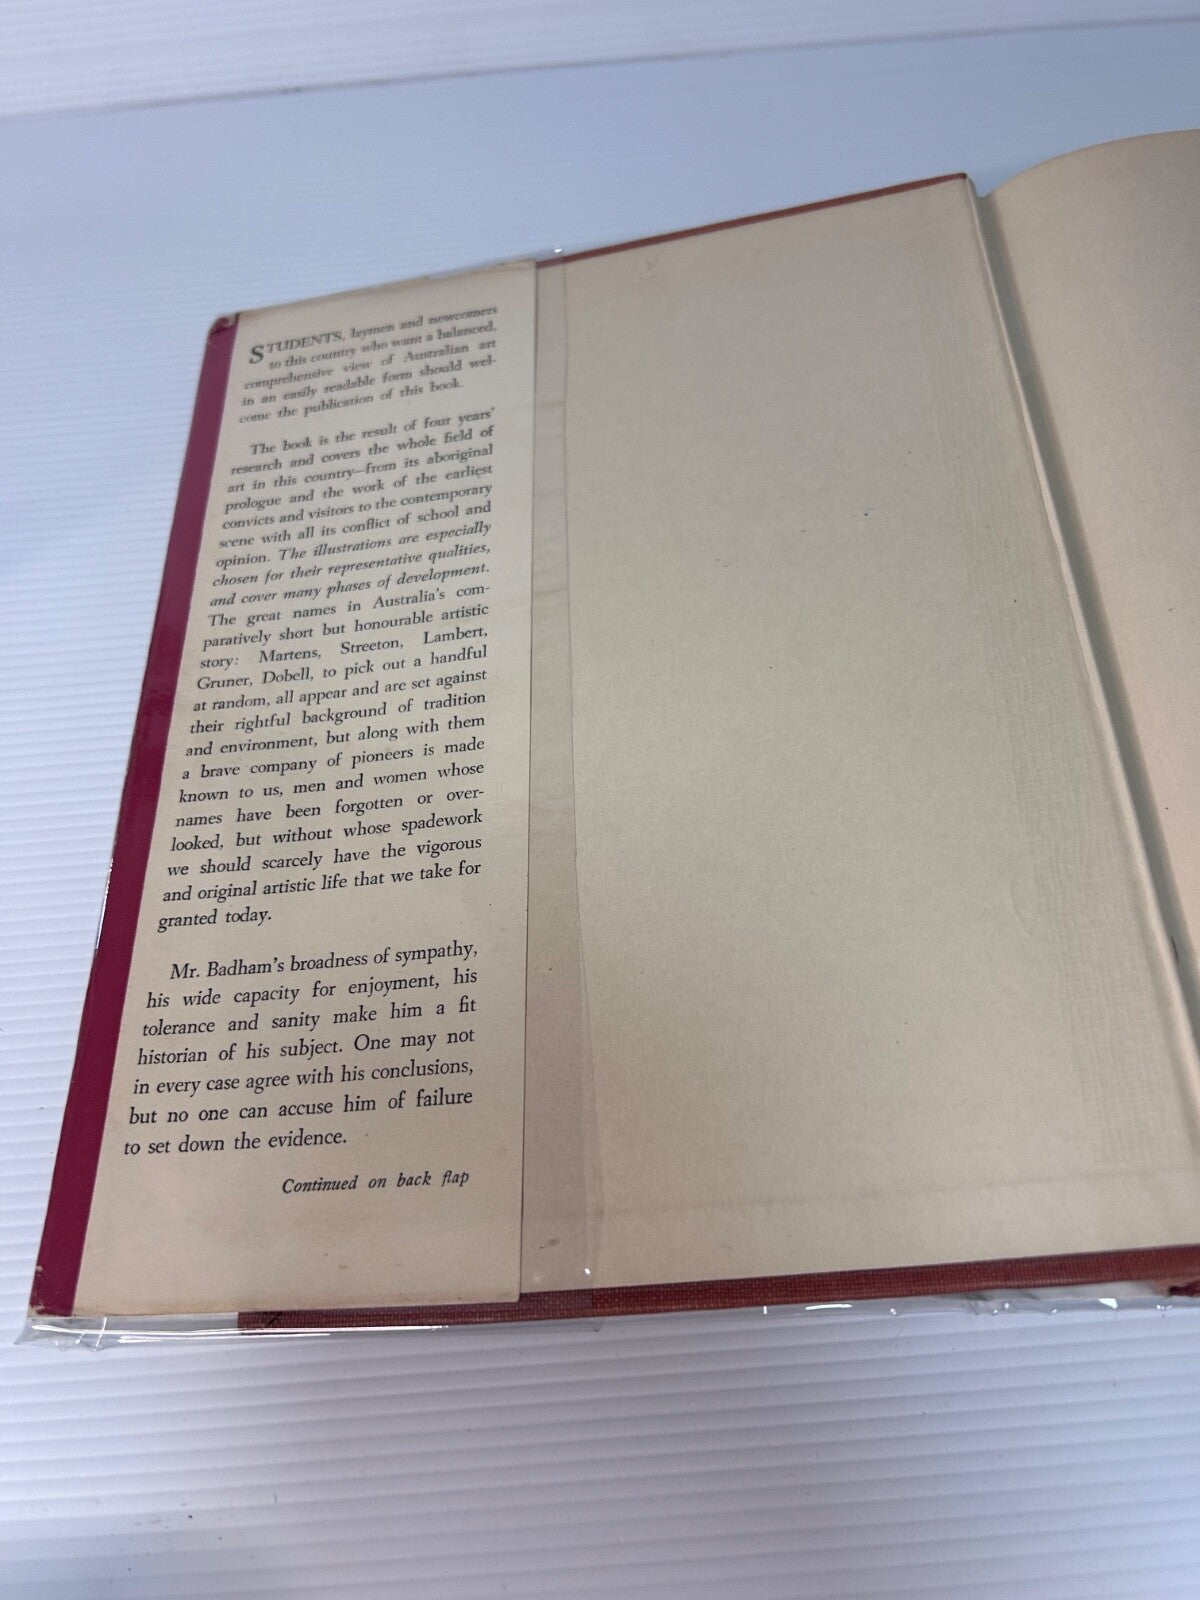 STUDENTS, laymen and newcomers
to this country who want a balanced,
comprehensive view of Australian art
in an easily readable form should wel-
come the publication of this book.
The book is the result of four years'
research and covers the whole field of
art in this country—from its aboriginal
prologue and the work of the earliest
convicts and visitors to the contemporary
scene with all its conflict of school and
opinion. The illustrations are especially
chosen for their representative qualities,
and cover many phases of development.
The great names in Australia's com-
paratively short but honourable artistic
story: Martens, Streeton, Lambert,
Gruner, Dobell, to pick out a handful
at random, all appear and are set against
their rightful background of tradition
and environment, but along with them
a brave company of pioneers is made
known to us, men and women whose
names have been forgotten or over-
looked, but without whose spadework
we should scarcely have the vigorous
and original artistic life that we take for
granted today.
Mr. Badham's broadness of sympathy,
his wide capacity for enjoyment, his
tolerance and sanity make him a fit
historian of his subject. One may not
in every case agree with his conclusions,
but no one can accuse him of failure
to set down the evidence.
Continued on back flap